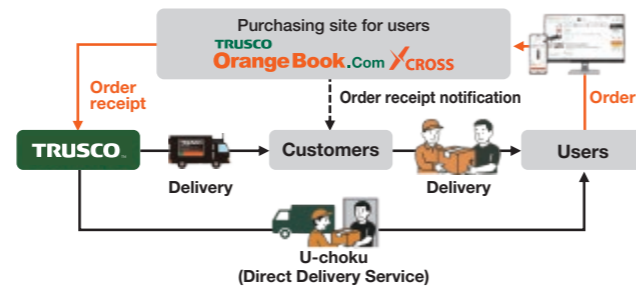 Purchasing site for users
TRUSCO
OrangeBook.Com XCROSS
Order
receipt
Order receipt notification
Order
TRUSCO
Delivery
Customers
Delivery
Users
U-choku
(Direct Delivery Service)